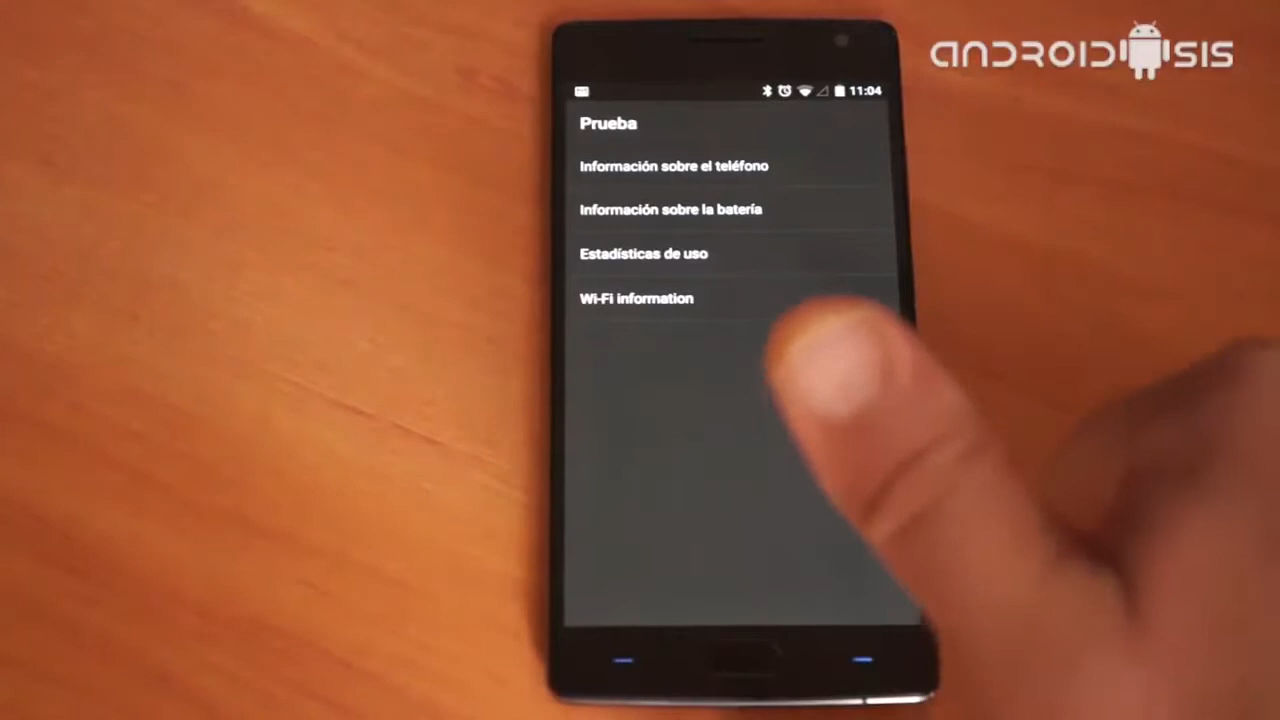 ANDROIDSIS
11:04
Prueba
Información sobre el teléfono
Información sobre la batería
Estadísticas de uso
Wi-Fi information